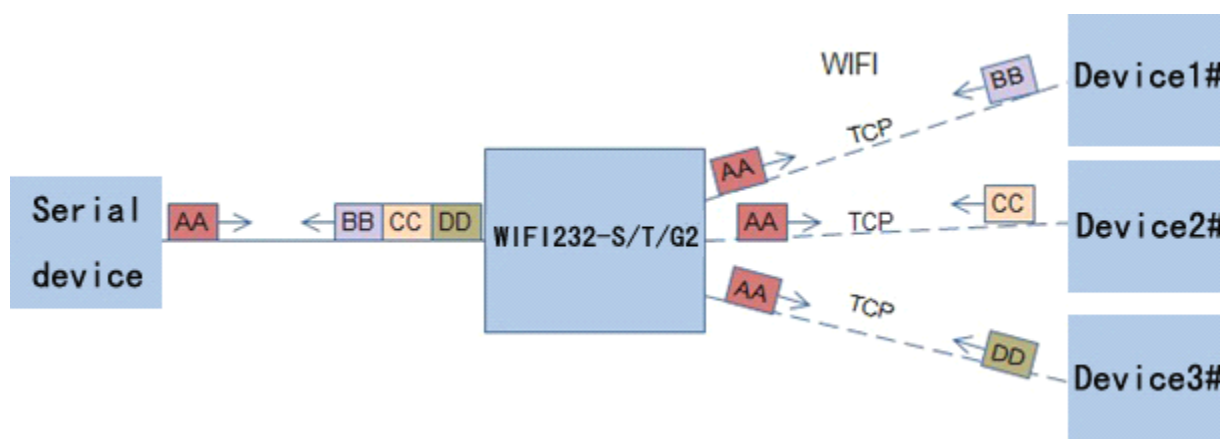 WIFI
BB
Device1#
TCP
AA
Serial
device
AA
BB CC DD
WIFI232-S/T/G2
AA
TCP
CC
Device2#
AA
TCP
DD
Device3#